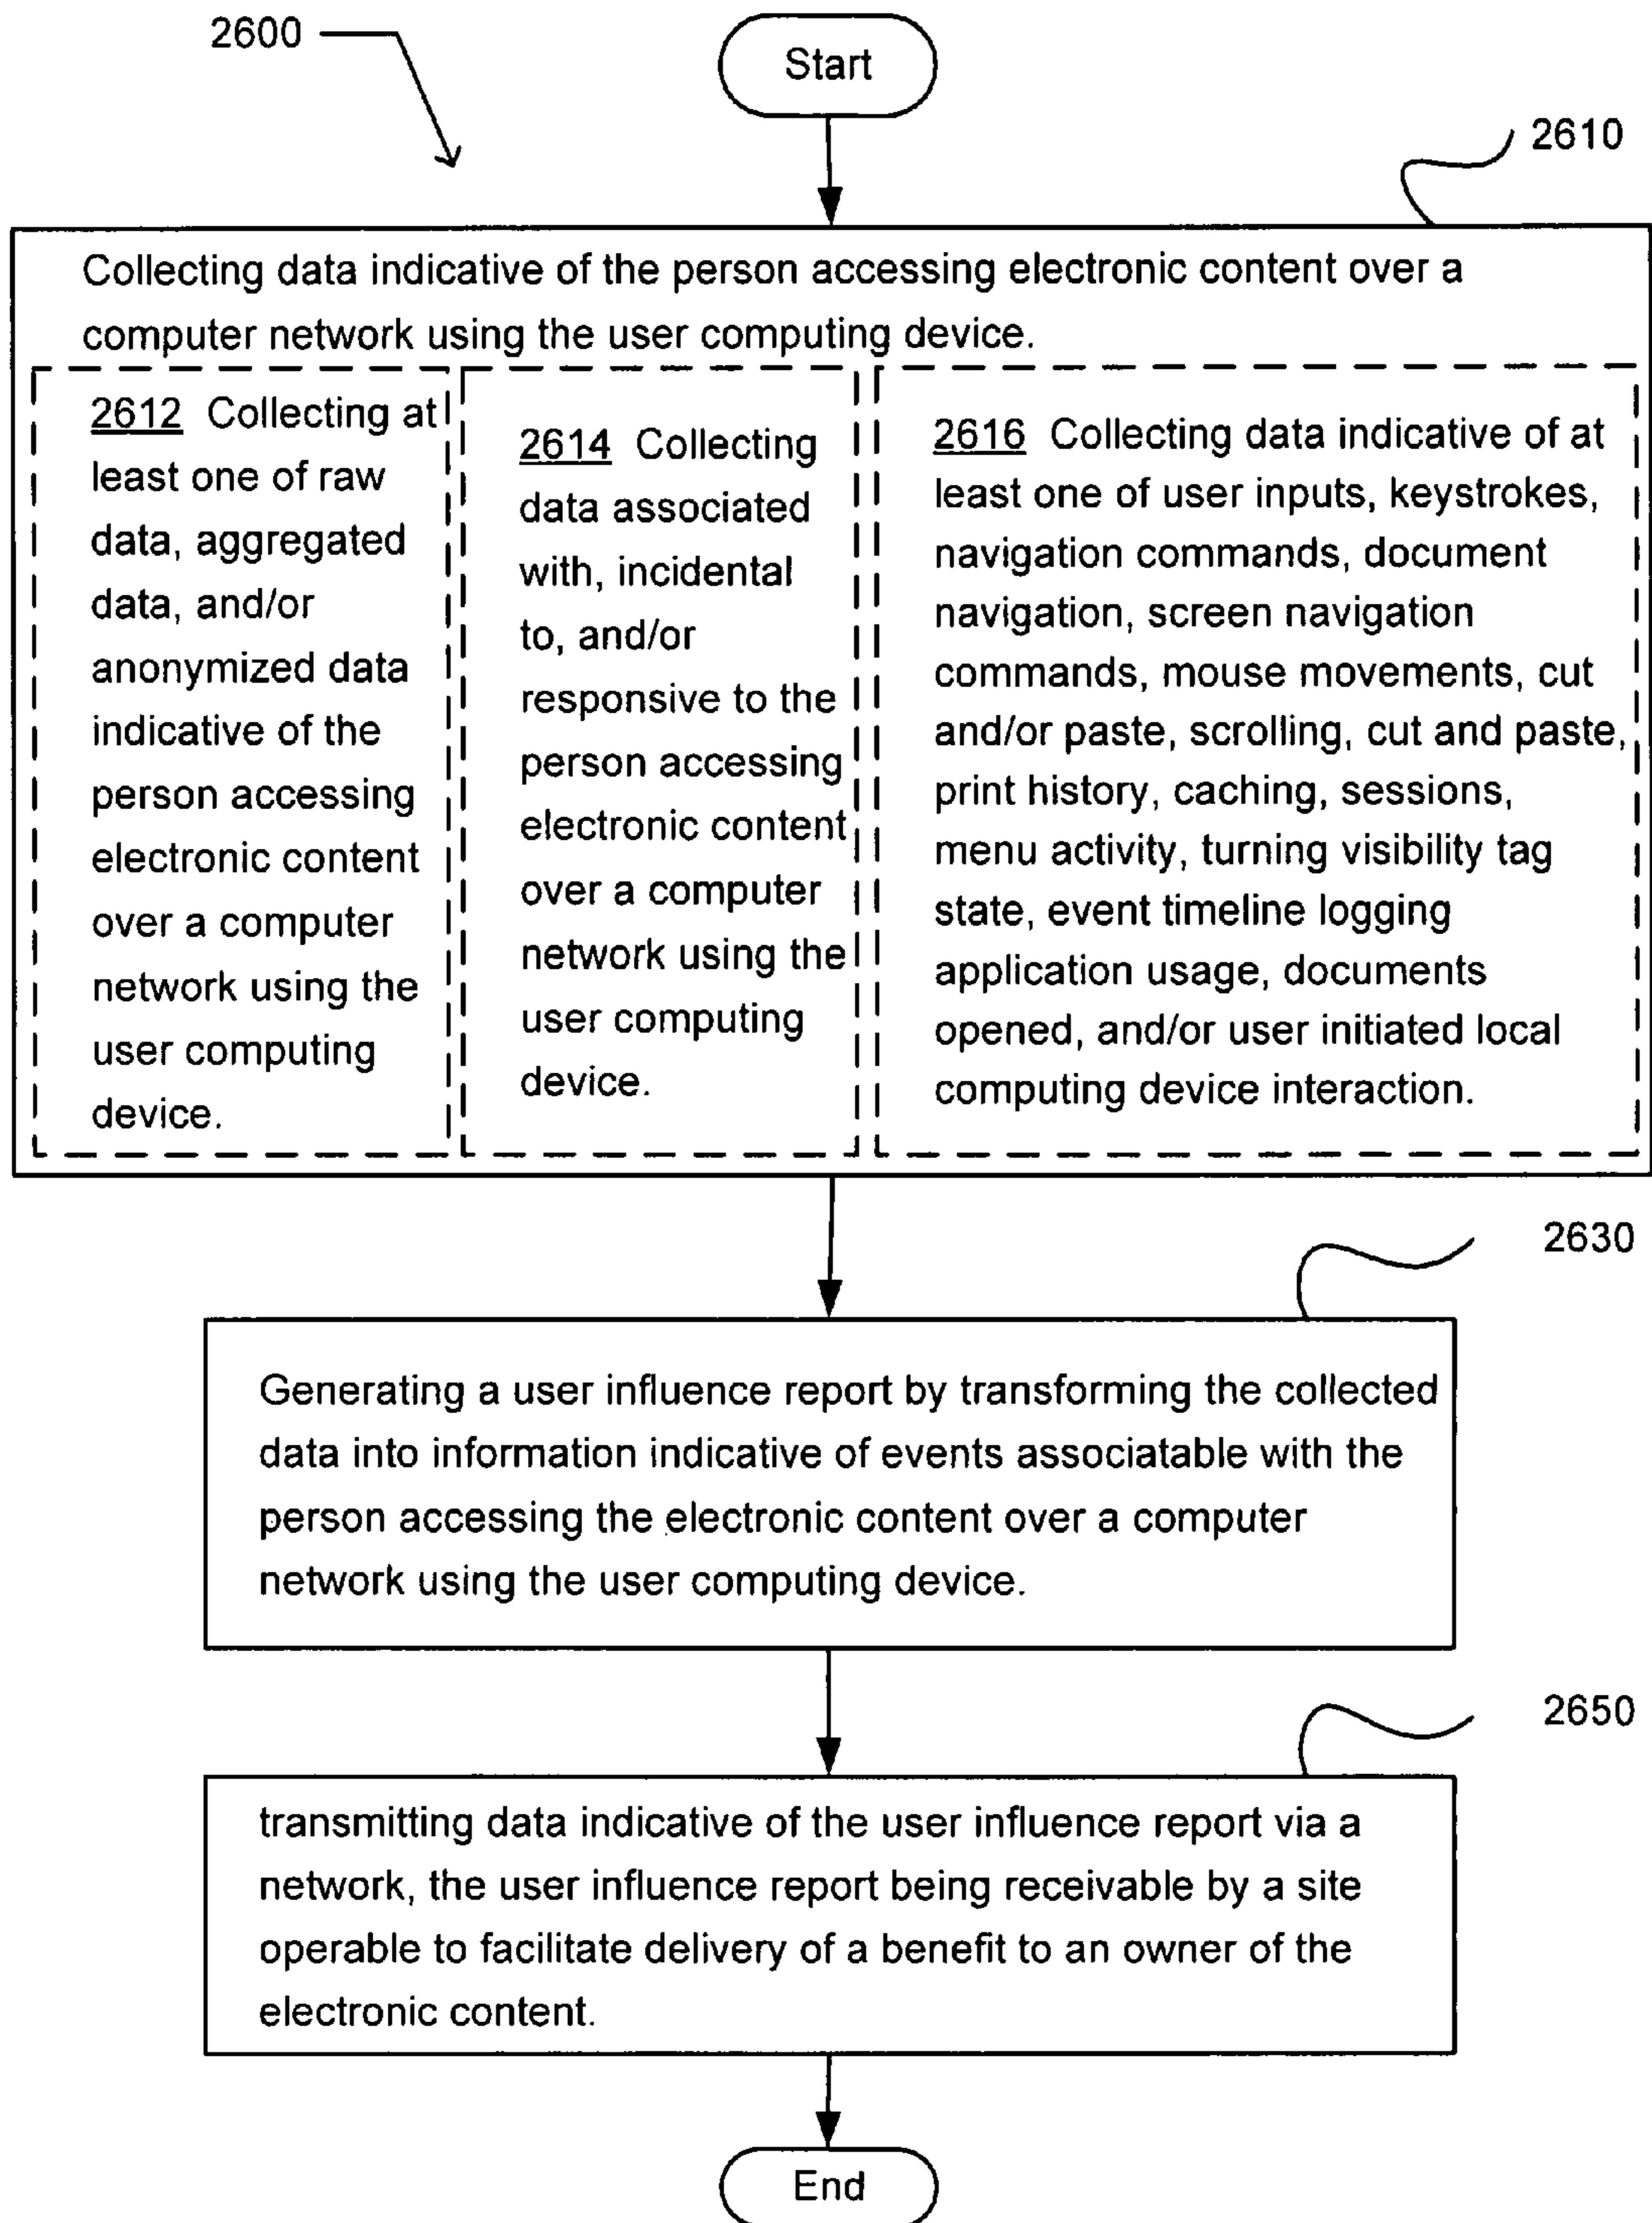 2600
Start
2610
Collecting data indicative of the person accessing electronic content over a
computer network using the user computing device.
2612 Collecting at
least one of raw
data, aggregated
data, and/or
anonymized data
indicative of the
person accessing
electronic content
over a computer
network using the
user computing
device.
2614 Collecting
data associated
with, incidental
to, and/or
responsive to the
person accessing
electronic content
over a computer
network using the
user computing
device.
2616 Collecting data indicative of at
least one of user inputs, keystrokes,
navigation commands, document
navigation, screen navigation
commands, mouse movements, cut
and/or paste, scrolling, cut and paste,
print history, caching, sessions,
menu activity, turning visibility tag
state, event timeline logging
application usage, documents
opened, and/or user initiated local
computing device interaction.
2630
Generating a user influence report by transforming the collected
data into information indicative of events associatable with the
person accessing the electronic content over a computer
network using the user computing device.
2650
transmitting data indicative of the user influence report via a
network, the user influence report being receivable by a site
operable to facilitate delivery of a benefit to an owner of the
electronic content.
End